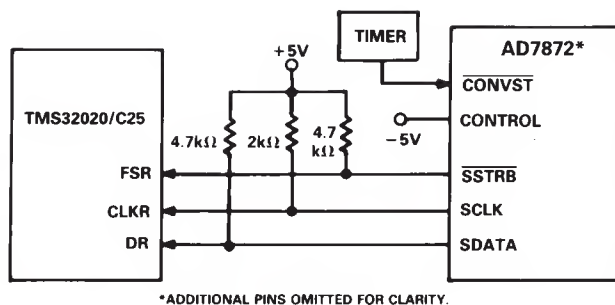 TIMER
AD7872*
+5V
CONVST
TMS32020/C25
CONTROL
4.7kΩ
2kΩ
4.7
kΩ
−5V
FSR
SSTRB
CLKR
SCLK
DR
SDATA
*ADDITIONAL PINS OMITTED FOR CLARITY.